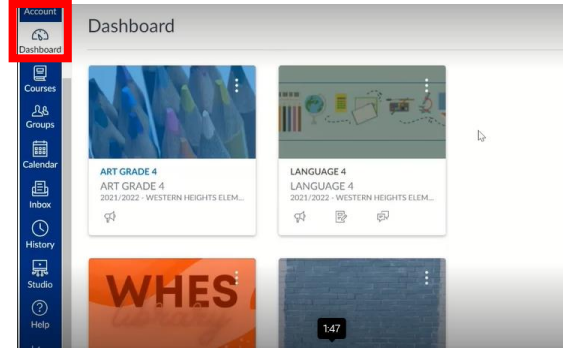 Account
Dashboard
Courses
Groups
Calendar
Inbox
History
Studio
Help
Dashboard
ART GRADE 4
ART GRADE 4
2021/2022 - WESTERN HEIGHTS ELEM...
LANGUAGE 4
LANGUAGE 4
2021/2022 - WESTERN HEIGHTS ELEM...
WHES
1:47